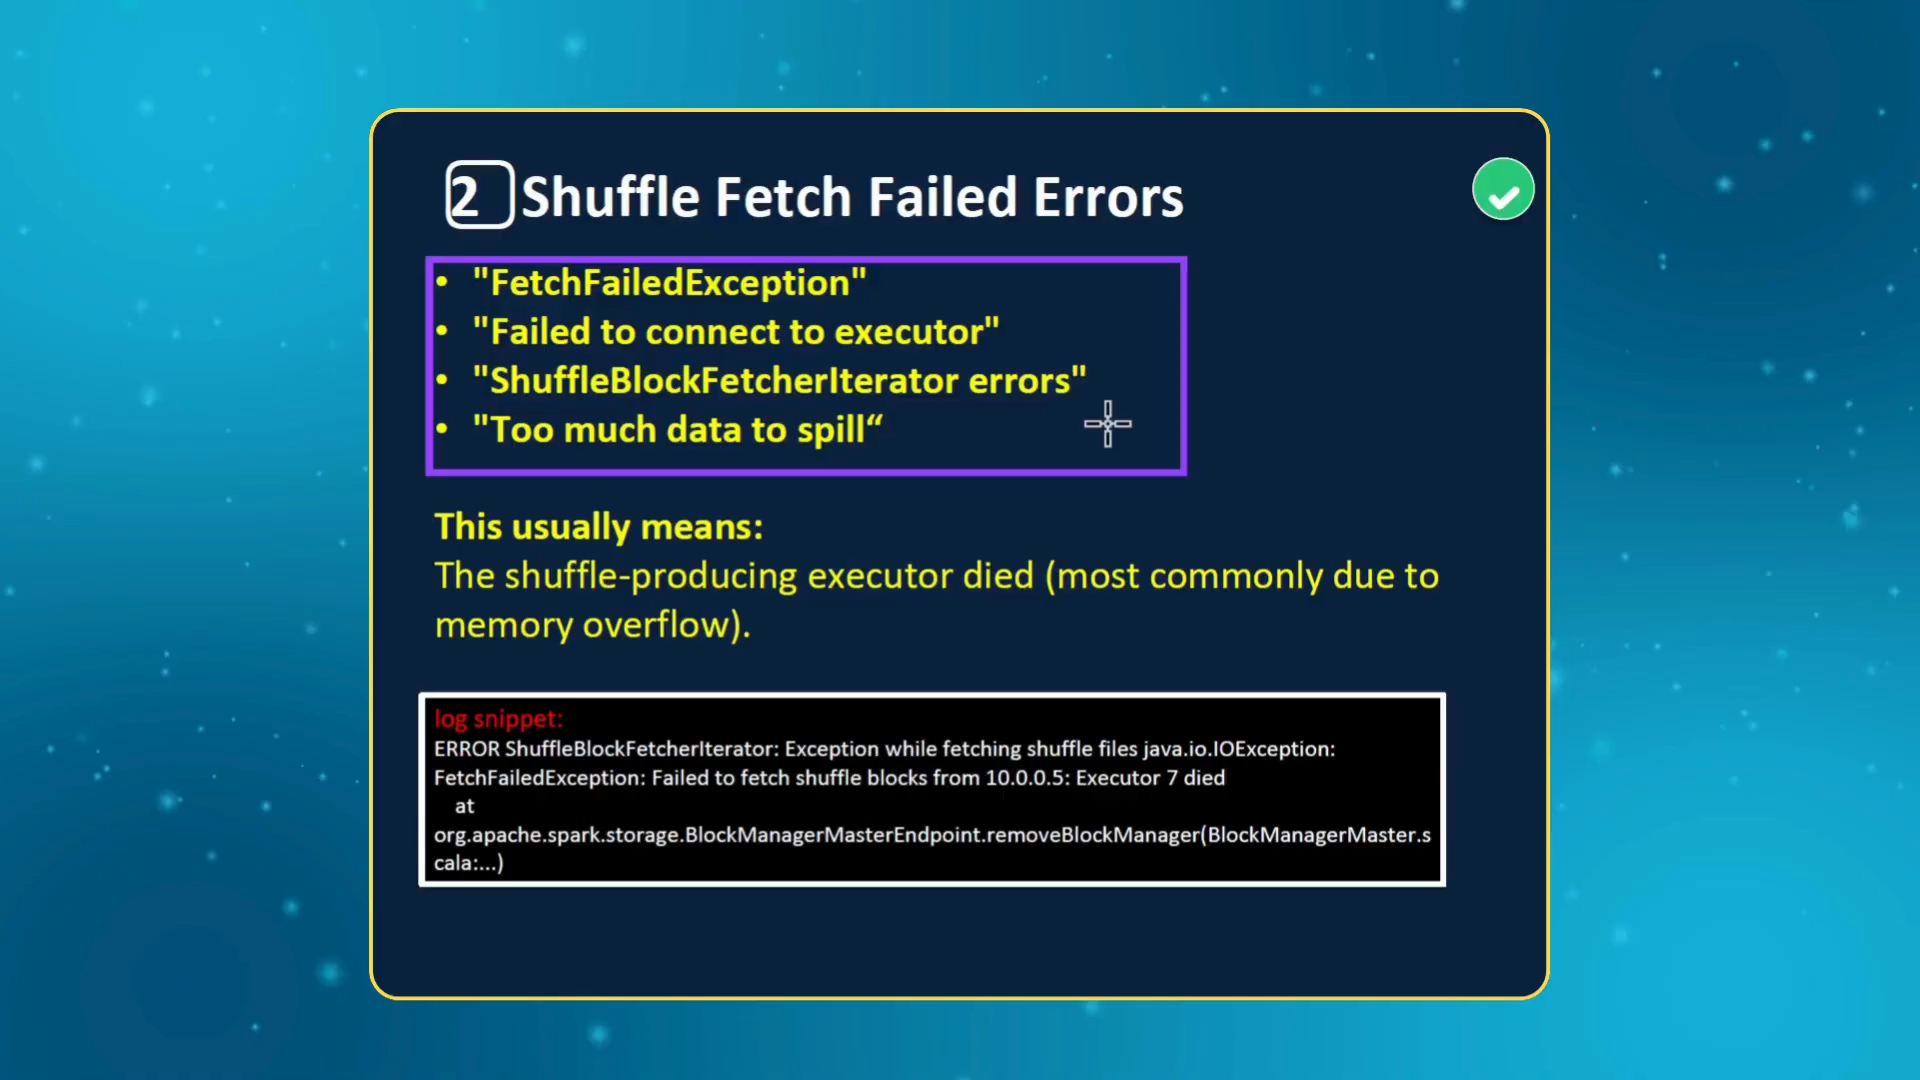 2 Shuffle Fetch Failed Errors
• "FetchFailedException"
• "Failed to connect to executor"
• "ShuffleBlockFetcherIterator errors"
• "Too much data to spill“
This usually means:
The shuffle-producing executor died (most commonly due to
memory overflow).
log snippet:
ERROR ShuffleBlockFetcherIterator: Exception while fetching shuffle files java.io.IOException:
FetchFailedException: Failed to fetch shuffle blocks from 10.0.0.5: Executor 7 died
at
org.apache.spark.storage.BlockManagerMasterEndpoint.removeBlockManager(BlockManagerMaster.s
cala:...)